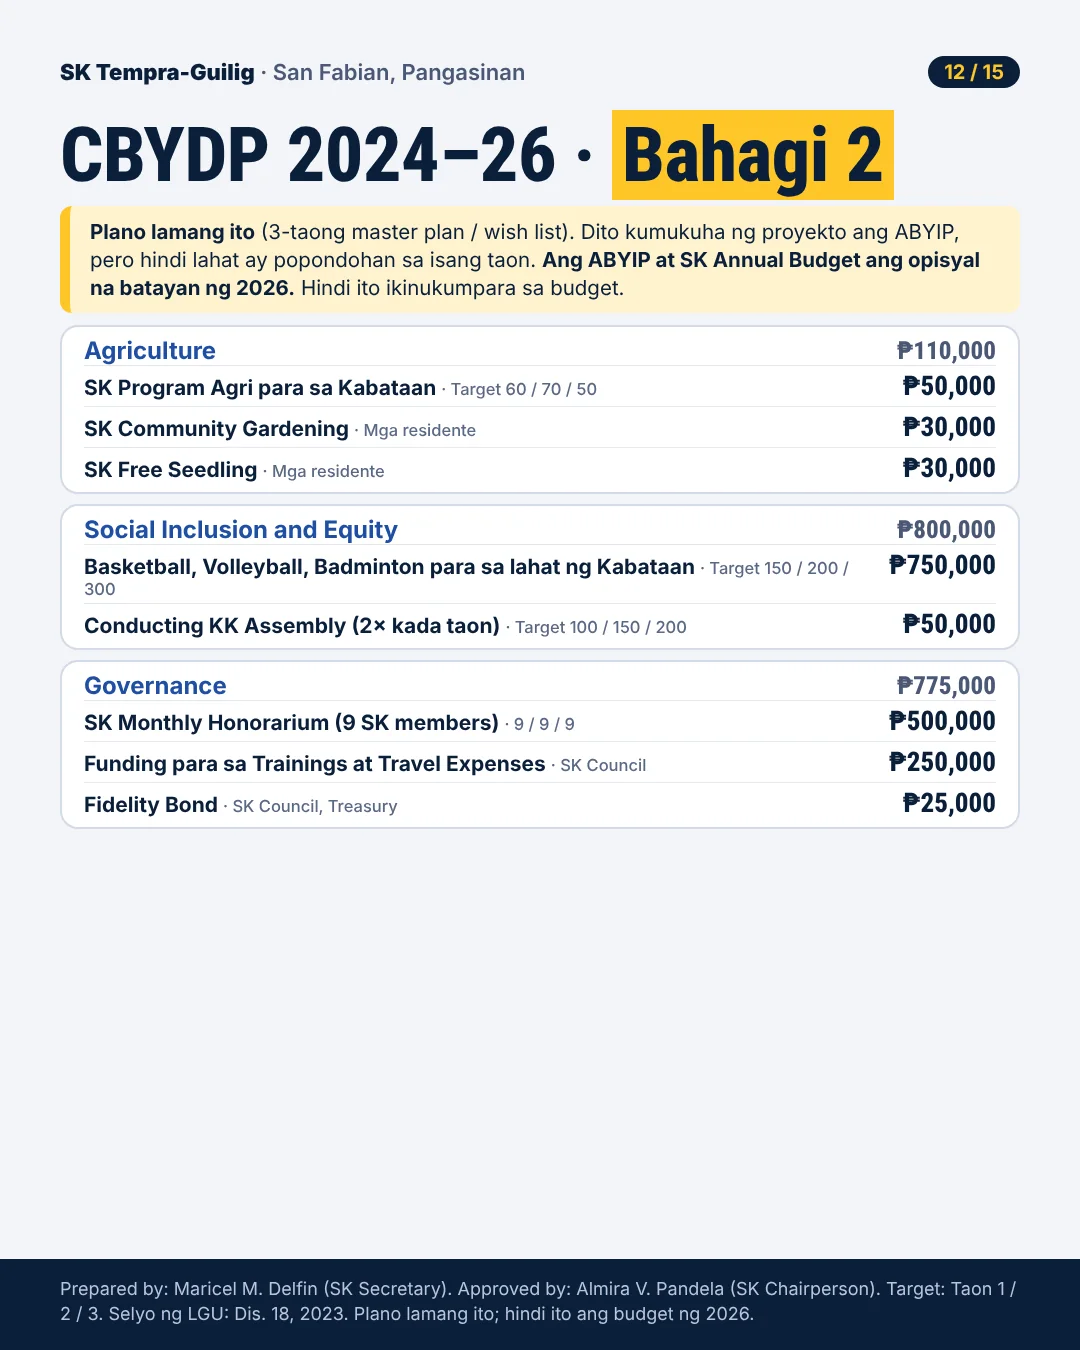 SK Tempra-Guilig · San Fabian, Pangasinan
12 / 15
CBYDP 2024–26 · Bahagi 2
Plano lamang ito (3-taong master plan / wish list). Dito kumukuha ng proyekto ang ABYIP,
pero hindi lahat ay popondohan sa isang taon. Ang ABYIP at SK Annual Budget ang opisyal
na batayan ng 2026. Hindi ito ikinukumpara sa budget.
Agriculture ₱110,000
SK Program Agri para sa Kabataan · Target 60 / 70 / 50 ₱50,000
SK Community Gardening · Mga residente ₱30,000
SK Free Seedling · Mga residente ₱30,000
Social Inclusion and Equity ₱800,000
Basketball, Volleyball, Badminton para sa lahat ng Kabataan · Target 150 / 200 / ₱750,000
300
Conducting KK Assembly (2× kada taon) · Target 100 / 150 / 200 ₱50,000
Governance ₱775,000
SK Monthly Honorarium (9 SK members) · 9 / 9 / 9 ₱500,000
Funding para sa Trainings at Travel Expenses · SK Council ₱250,000
Fidelity Bond · SK Council, Treasury ₱25,000
Prepared by: Maricel M. Delfin (SK Secretary). Approved by: Almira V. Pandela (SK Chairperson). Target: Taon 1 /
2 / 3. Selyo ng LGU: Dis. 18, 2023. Plano lamang ito; hindi ito ang budget ng 2026.